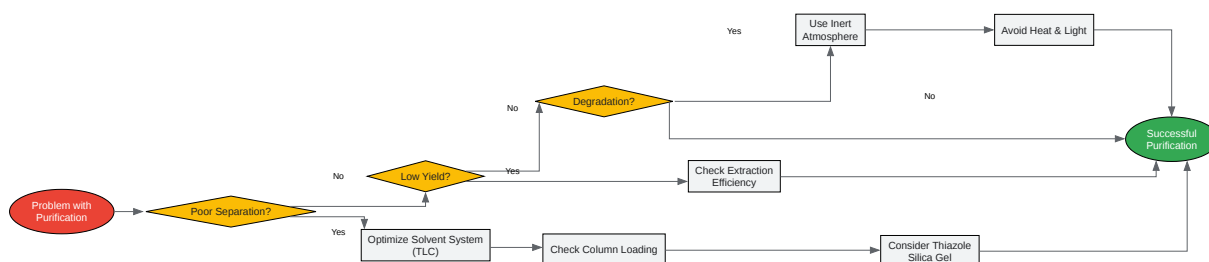 Problem with
Purification
Poor Separation?
No
Yes
Low Yield?
Optimize Solvent System
(TLC)
No
Yes
Check Column Loading
Degradation?
Yes
No
Use Inert
Atmosphere
Avoid Heat & Light
Check Extraction
Efficiency
Consider Thiazole
Silica Gel
Successful
Purification